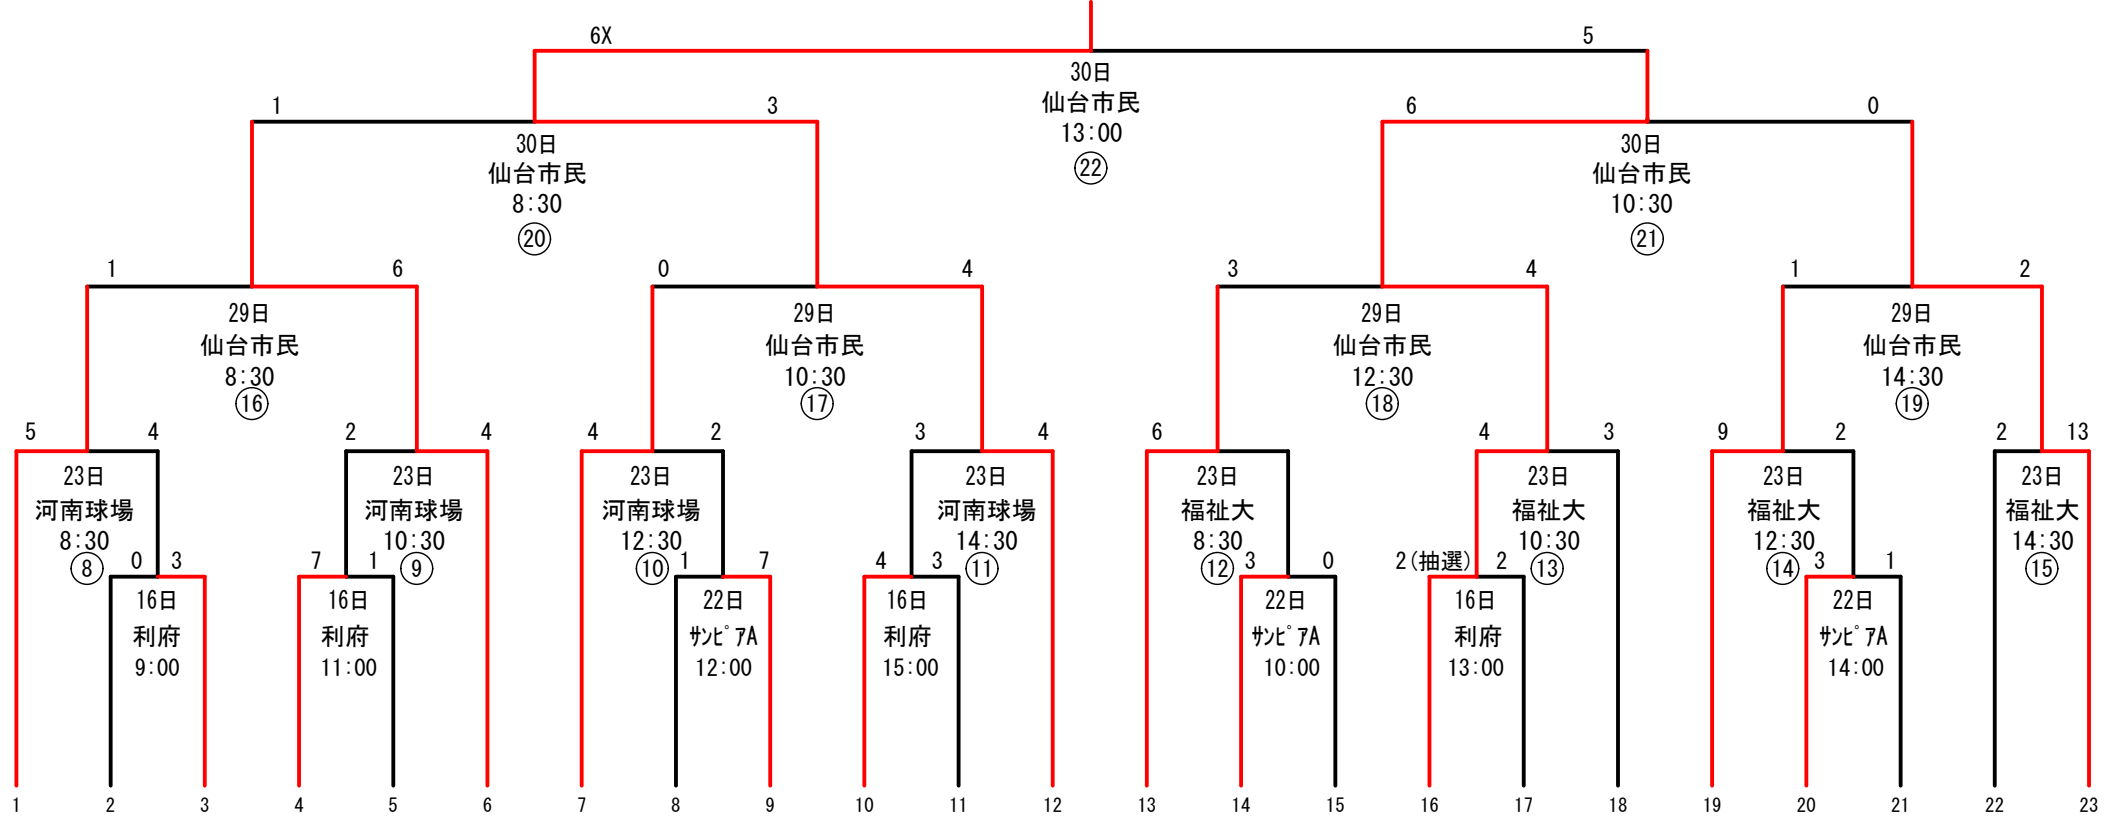 6X 5
30日
仙台市民
13:00
㉒
1 3 6 0
30日 30日
仙台市民 仙台市民
8:30 10:30
⑳ ㉑
1 6 0 4 3 4 1 2
29日 29日 29日 29日
仙台市民 仙台市民 仙台市民 仙台市民
8:30 10:30 12:30 14:30
⑯ ⑰ ⑱ ⑲
5 4 2 4 4 2 3 4 6 4 3 9 2 2 13
23日 23日 23日 23日 23日 23日 23日 23日
河南球場 河南球場 河南球場 河南球場 福祉大 福祉大 福祉大 福祉大
8:30 10:30 12:30 14:30 8:30 10:30 12:30 14:30
⑧ 0 3 7 1 ⑨ ⑩ 1 7 4 3 ⑪ ⑫ 3 0 2(抽選) 2 ⑬ ⑭ 3 1 ⑮
16日 16日 22日 16日 22日 16日 22日
利府 利府 ｻﾝﾋﾟｱA 利府 ｻﾝﾋﾟｱA 利府 ｻﾝﾋﾟｱA
9:00 11:00 12:00 15:00 10:00 13:00 14:00
1 2 3 4 5 6 7 8 9 10 11 12 13 14 15 16 17 18 19 20 21 22 23